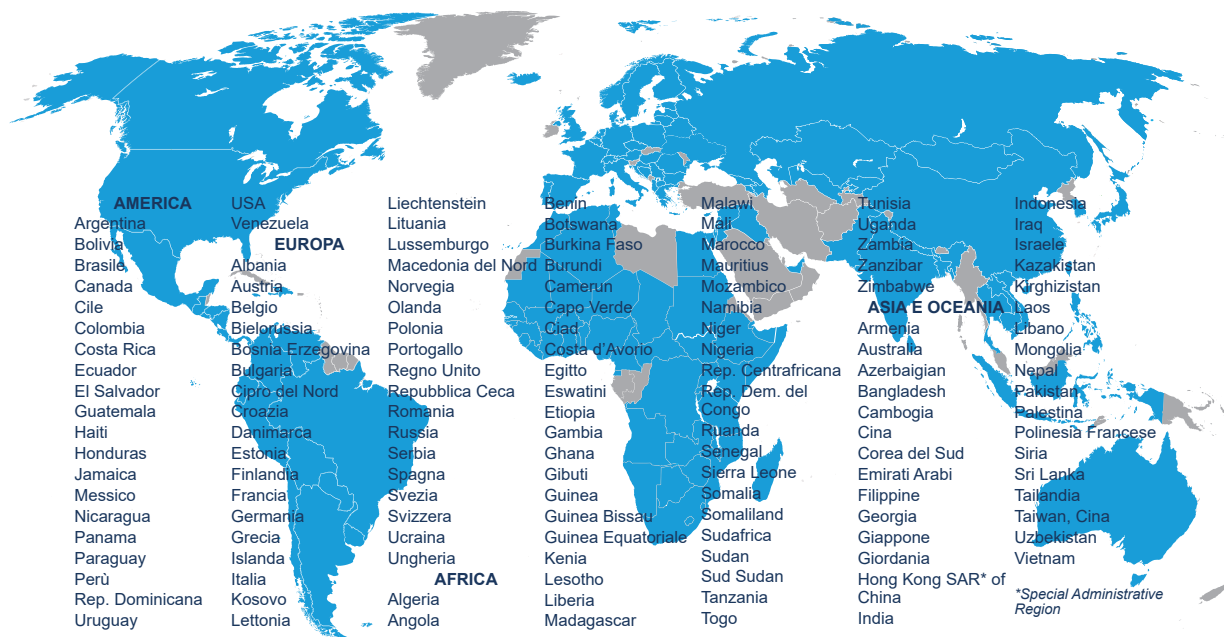 AMERICA
Argentina
Bolivia
Brasile
Canada
Cile
Colombia
Costa Rica
Ecuador
El Salvador
Guatemala
Haiti
Honduras
Jamaica
Messico
Nicaragua
Panama
Paraguay
Perù
Rep. Dominicana
Uruguay
USA
Venezuela
EUROPA
Albania
Austria
Belgio
Bielorussia
Bosnia Erzegovina
Bulgaria
Cipro del Nord
Croazia
Danimarca
Estonia
Finlandia
Francia
Germania
Grecia
Islanda
Italia
Kosovo
Lettonia
Liechtenstein
Lituania
Lussemburgo
Macedonia del Nord
Norvegia
Olanda
Polonia
Portogallo
Regno Unito
Repubblica Ceca
Romania
Russia
Serbia
Spagna
Svezia
Svizzera
Ucraina
Ungheria
AFRICA
Algeria
Angola
Benin
Botswana
Burkina Faso
Burundi
Camerun
Capo Verde
Ciad
Costa d'Avorio
Egitto
Eswatini
Etiopia
Gambia
Ghana
Gibuti
Guinea
Guinea Bissau
Guinea Equatoriale
Kenia
Lesotho
Liberia
Madagascar
Malawi
Mali
Marocco
Mauritius
Mozambico
Namibia
Niger
Nigeria
Rep. Centrafricana
Rep. Dem. del
Congo
Ruanda
Senegal
Sierra Leone
Somalia
Somaliland
Sudafrica
Sudan
Sud Sudan
Tanzania
Togo
Tunisia
Uganda
Zambia
Zanzibar
Zimbabwe
ASIA E OCEANIA
Armenia
Australia
Azerbaigian
Bangladesh
Cambogia
Cina
Corea del Sud
Emirati Arabi
Filippine
Georgia
Giappone
Giordania
Hong Kong SAR* of
China
India
Indonesia
Iraq
Israele
Kazakistan
Kirghizistan
Laos
Libano
Mongolia
Nepal
Pakistan
Palestina
Polinesia Francese
Siria
Sri Lanka
Tailandia
Taiwan, Cina
Uzbekistan
Vietnam
*Special Administrative
Region